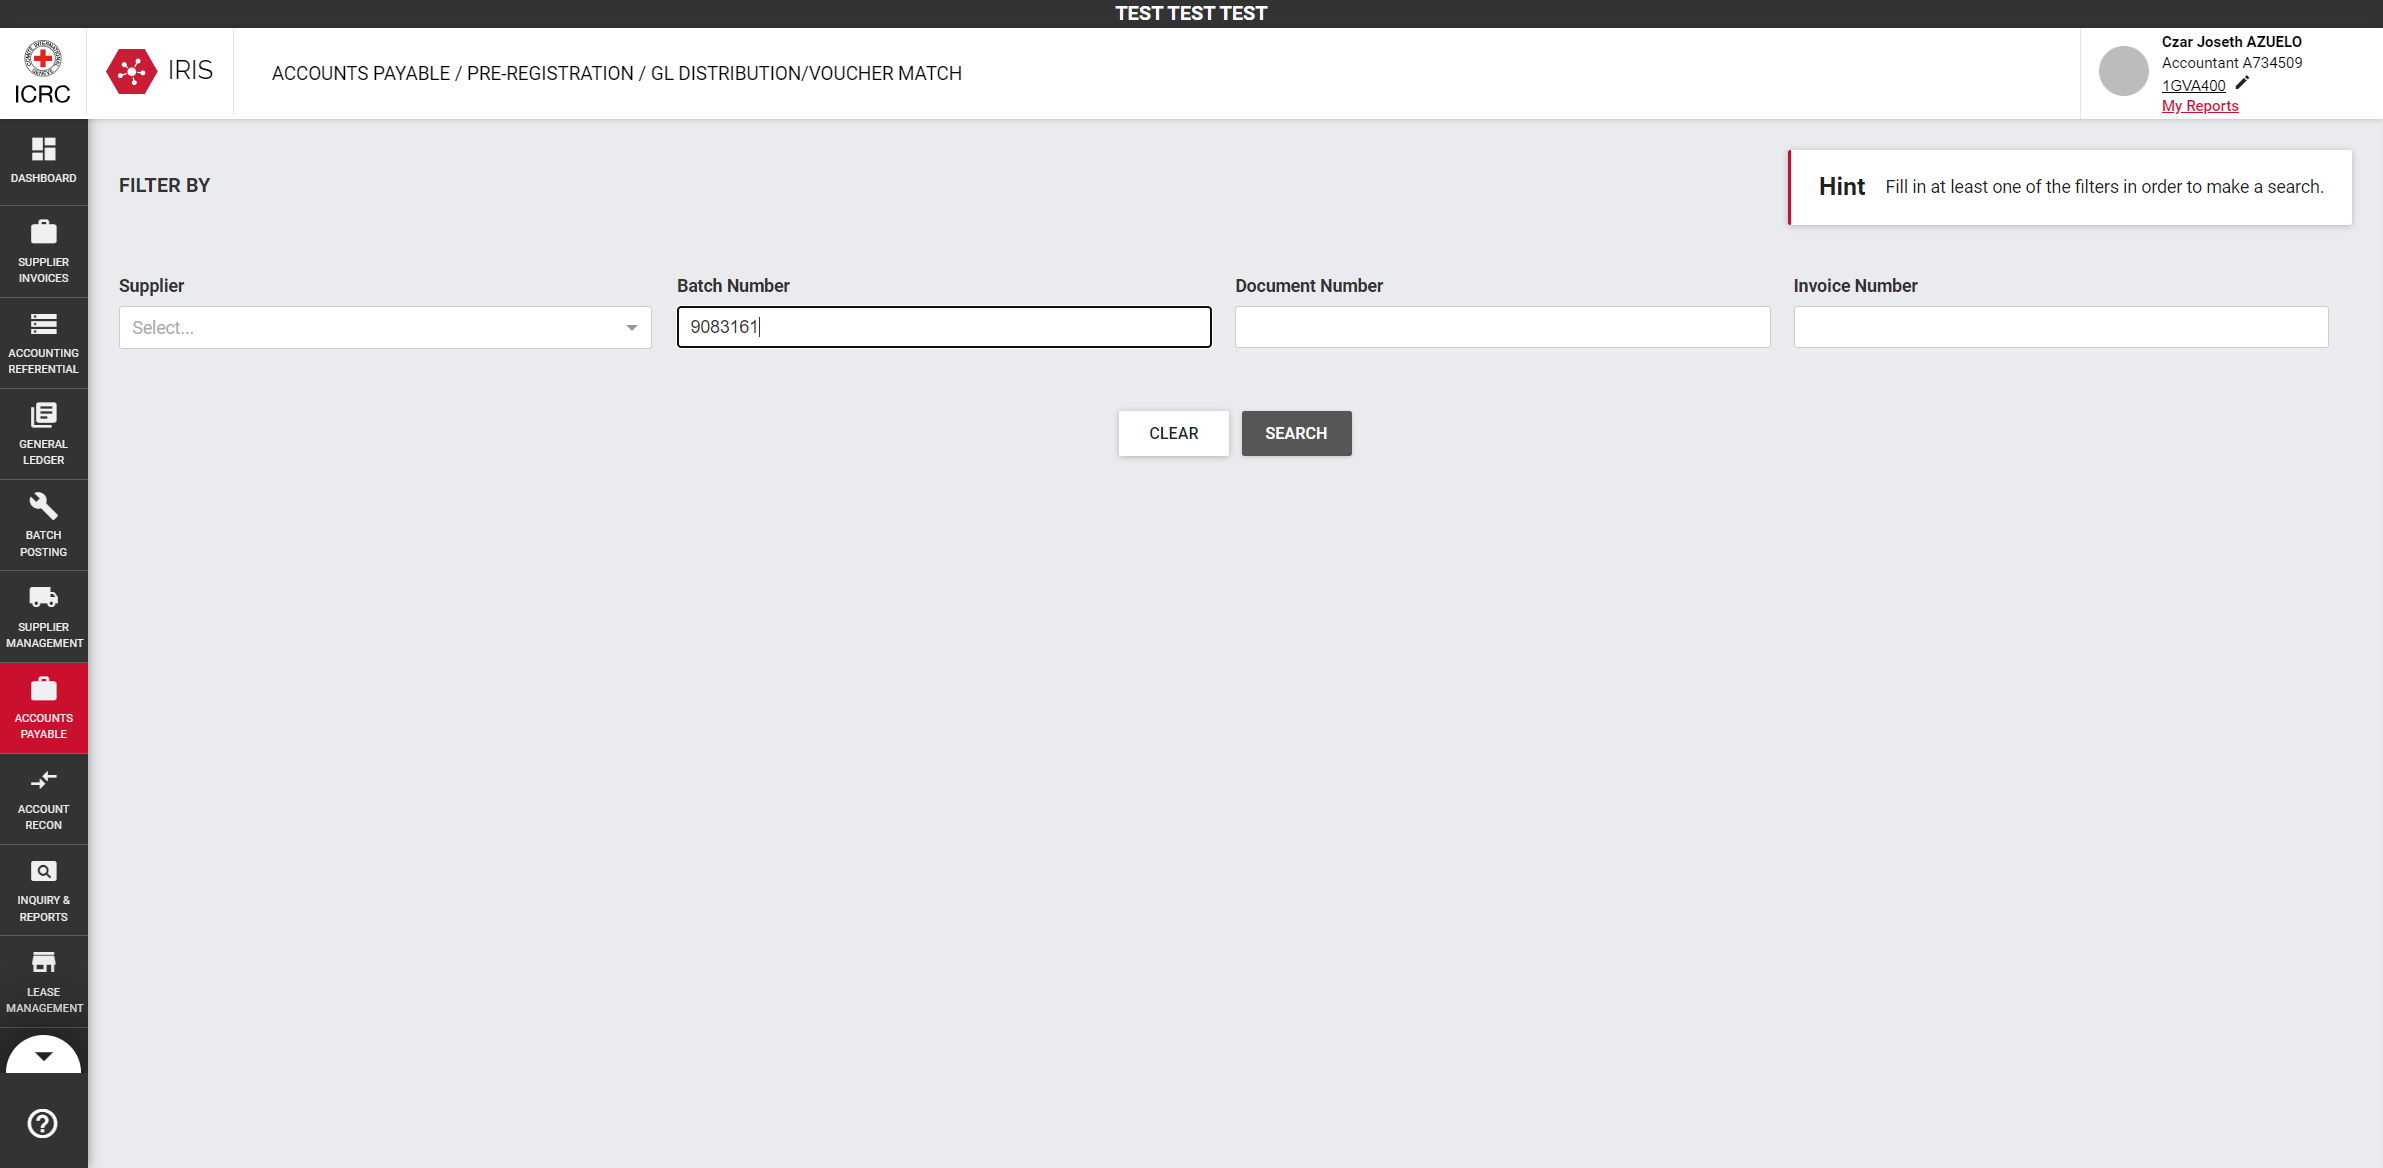 TEST TEST TEST
COMITE INTERNATIONAL GENEVE
ICRC
IRIS
ACCOUNTS PAYABLE / PRE-REGISTRATION / GL DISTRIBUTION/VOUCHER MATCH
Czar Joseth AZUELO
Accountant A734509
1GVA400
My Reports
DASHBOARD
SUPPLIER
INVOICES
ACCOUNTING
REFERENTIAL
GENERAL
LEDGER
BATCH
POSTING
SUPPLIER
MANAGEMENT
ACCOUNTS
PAYABLE
ACCOUNT
RECON
INQUIRY &
REPORTS
LEASE
MANAGEMENT
FILTER BY
Hint Fill in at least one of the filters in order to make a search.
Supplier
Select...
Batch Number
9083161
Document Number
Invoice Number
CLEAR
SEARCH